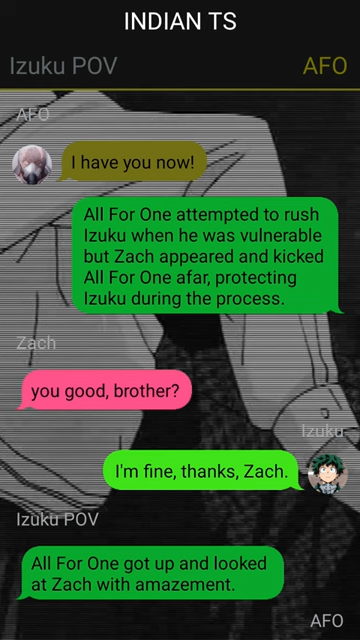 INDIAN TS
Izuku POV
AFO
AFO
I have you now!
All For One attempted to rush
Izuku when he was vulnerable
but Zach appeared and kicked
All For One afar, protecting
Izuku during the process.
Zach
you good, brother?
Izuku
I'm fine, thanks, Zach.
Izuku POV
All For One got up and looked
at Zach with amazement.
AFO